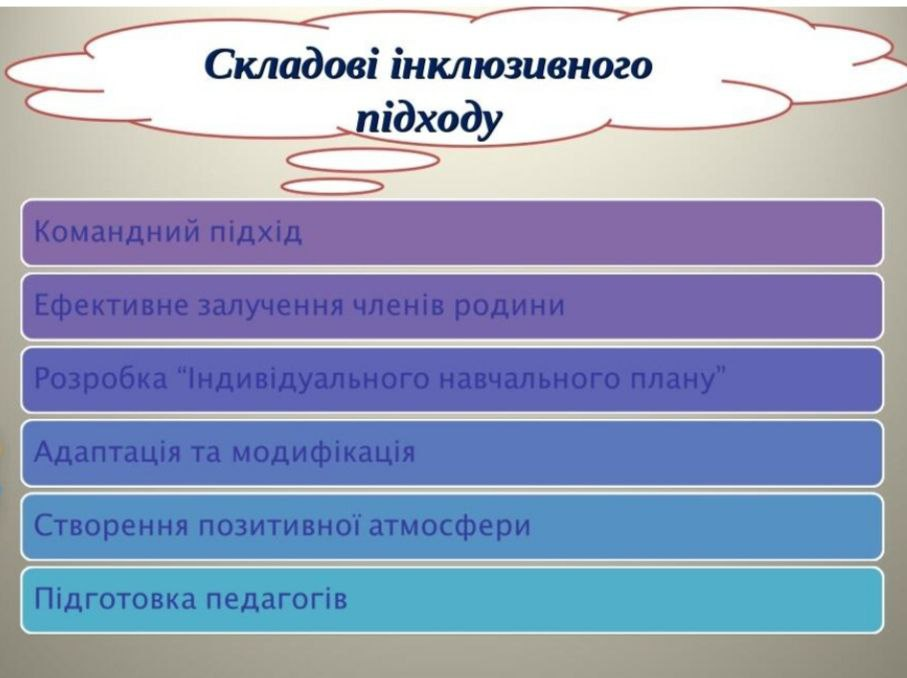 Складові інклюзивного
підходу
Командний підхід
Ефективне залучення членів родини
Розробка “Індивідуального навчального плану”
Адаптація та модифікація
Створення позитивної атмосфери
Підготовка педагогів